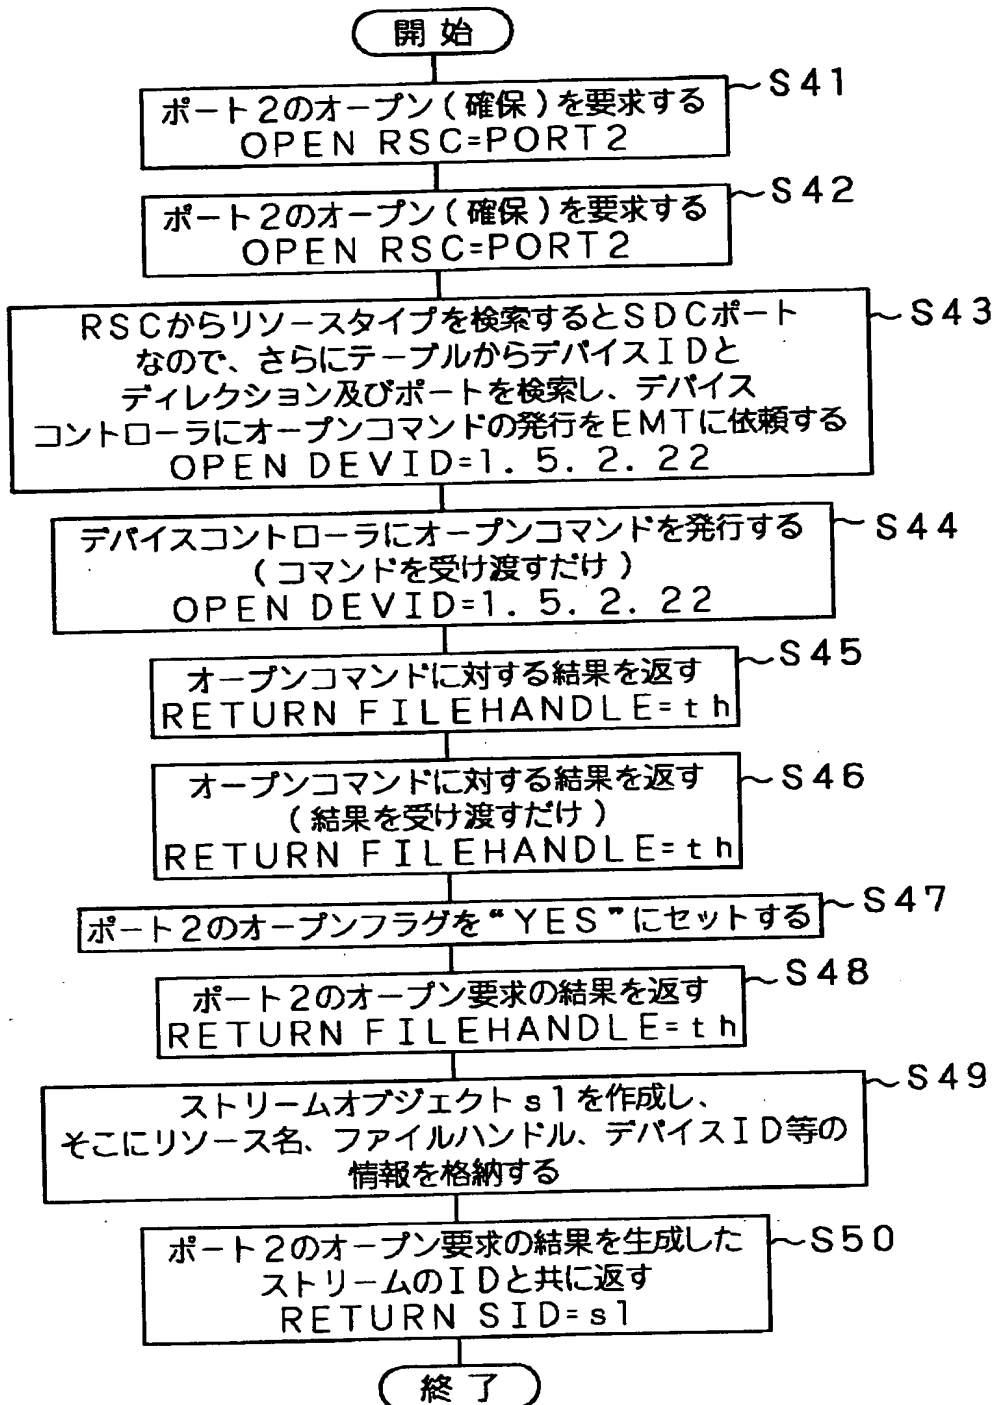 開始
S41
ポート2のオープン(確保)を要求する
OPEN RSC=PORT2
S42
ポート2のオープン(確保)を要求する
OPEN RSC=PORT2
S43
RSCからリソースタイプを検索するとSDCポート
なので、さらにテーブルからデバイスIDと
ディレクション及びポートを検索し、デバイス
コントローラにオープンコマンドの発行をEMTに依頼する
OPEN DEVID=1.5.2.22
S44
デバイスコントローラにオープンコマンドを発行する
(コマンドを受け渡すだけ)
OPEN DEVID=1.5.2.22
S45
オープンコマンドに対する結果を返す
RETURN FILEHANDLE=th
S46
オープンコマンドに対する結果を返す
(結果を受け渡すだけ)
RETURN FILEHANDLE=th
S47
ポート2のオープンフラグを“YES”にセットする
S48
ポート2のオープン要求の結果を返す
RETURN FILEHANDLE=th
S49
ストリームオブジェクトs1を作成し、
そこにリソース名、ファイルハンドル、デバイスID等の
情報を格納する
S50
ポート2のオープン要求の結果を生成した
ストリームのIDと共に返す
RETURN SID=s1
終了